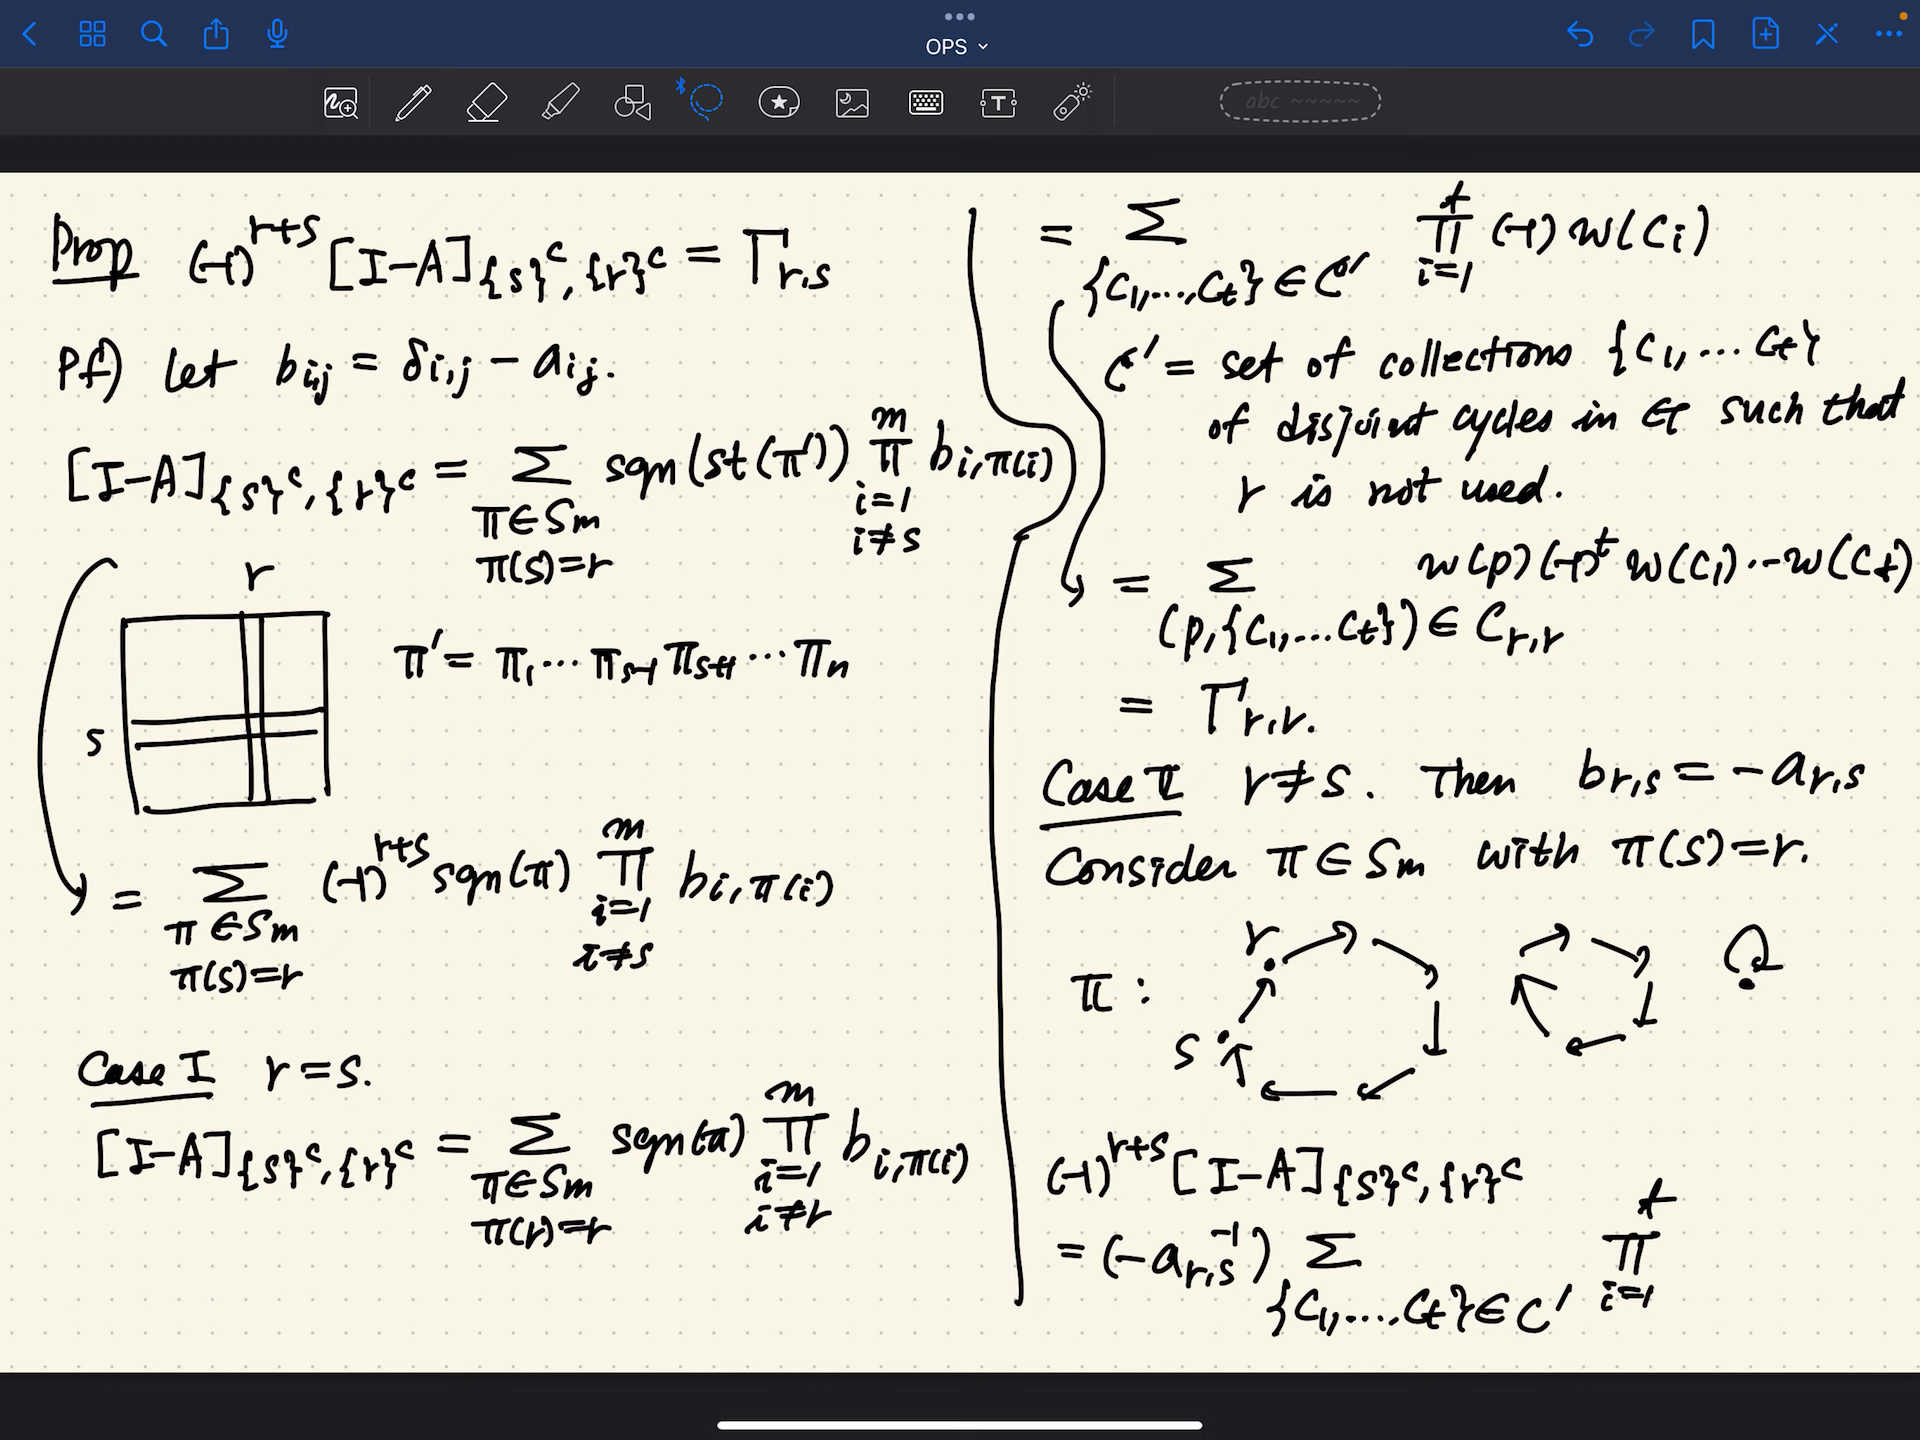 OPS
abc
Prop (-1)^{r+s} [I-A]_{{s}^c,{r}^c} = Γ_{r,s}
Pf) Let b_{i,j} = δ_{i,j} - a_{i,j}.
[I-A]_{{s}^c,{r}^c} = Σ_{π∈S_m, π(s)=r} sgn(st(π')) Π_{i=1, i≠s}^{m} b_{i,π(i)}
r
s
π' = π_1 ... π_{s-1} π_{s+1} ... π_n
= Σ_{π∈S_m, π(s)=r} (-1)^{r+s} sgn(π) Π_{i=1, i≠s}^{m} b_{i,π(i)}
Case I r=s.
[I-A]_{{s}^c,{r}^c} = Σ_{π∈S_m, π(r)=r} sgn(π) Π_{i=1, i≠r}^{m} b_{i,π(i)}
= Σ_{{C_1,...,C_t}∈C'} Π_{i=1}^{t} (-1) w(C_i)
C' = set of collections {C_1,...C_t}
of disjoint cycles in G such that
r is not used.
= Σ_{(p,{C_1,...C_t})∈C_{r,r}} w(p)(-1)^t w(C_1)...w(C_t)
= Γ_{r,r}.
Case II r≠s. Then b_{r,s} = -a_{r,s}
Consider π∈S_m with π(s)=r.
π :
r
s
(-1)^{r+s} [I-A]_{{s}^c,{r}^c}
= (-a_{r,s}^{-1}) Σ_{{C_1,...,C_t}∈C'} Π_{i=1}^{t}